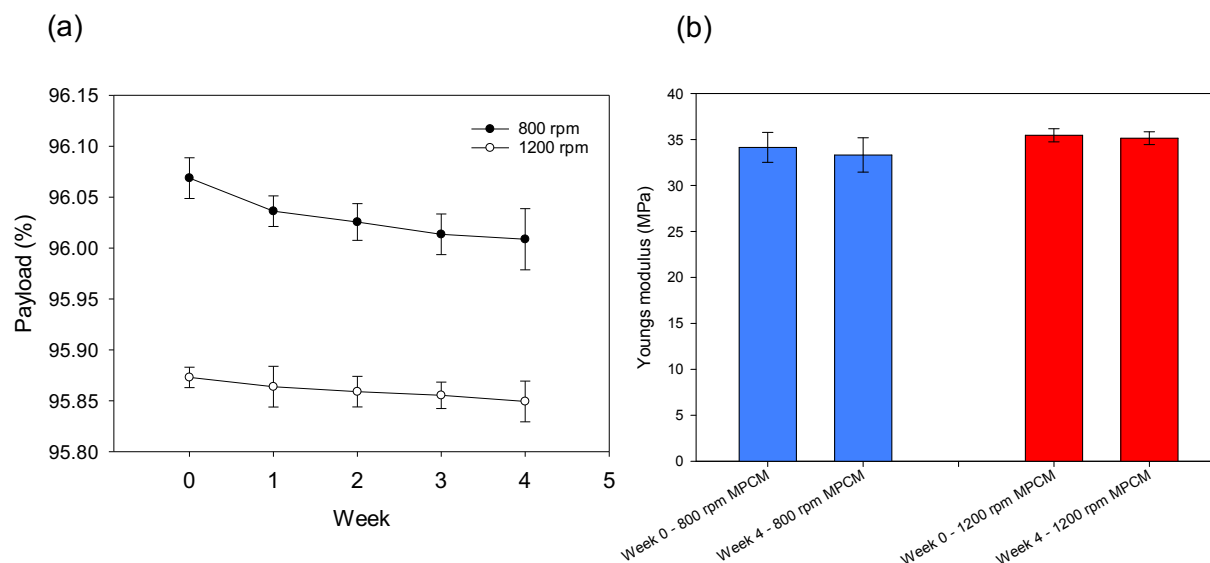 (a)
(b)
96.15
96.10
96.05
96.00
95.95
95.90
95.85
95.80
Payload (%)
800 rpm
1200 rpm
0 1 2 3 4 5
Week
40
35
30
25
20
15
10
5
0
Youngs modulus (MPa)
Week 0 - 800 rpm MPCM
Week 4 - 800 rpm MPCM
Week 0 - 1200 rpm MPCM
Week 4 - 1200 rpm MPCM